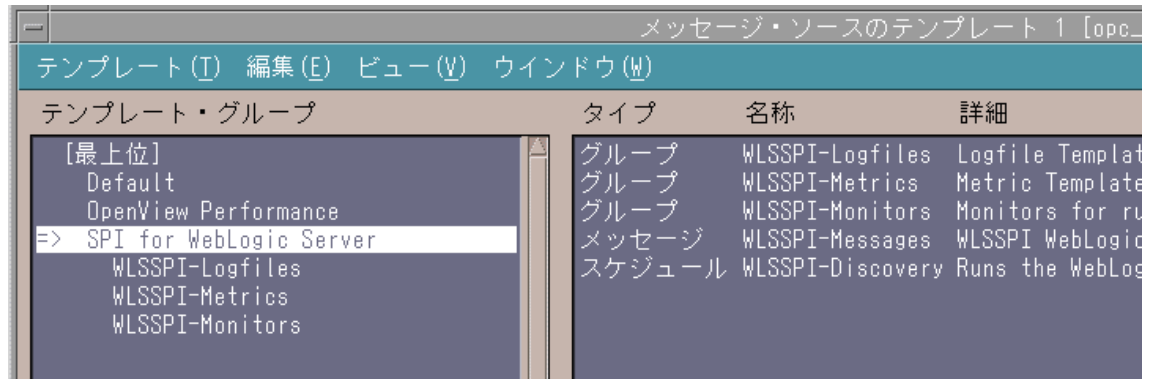 メッセージ・ソースのテンプレート 1 [opc_
テンプレート(T) 編集(E) ビュー(V) ウインドウ(W)
テンプレート・グループ
[最上位]
Default
OpenView Performance
=> SPI for WebLogic Server
WLSSPI-Logfiles
WLSSPI-Metrics
WLSSPI-Monitors
タイプ 名称 詳細
グループ WLSSPI-Logfiles Logfile Templat
グループ WLSSPI-Metrics Metric Template
グループ WLSSPI-Monitors Monitors for ru
メッセージ WLSSPI-Messages WLSSPI WebLogic
スケジュール WLSSPI-Discovery Runs the WebLog